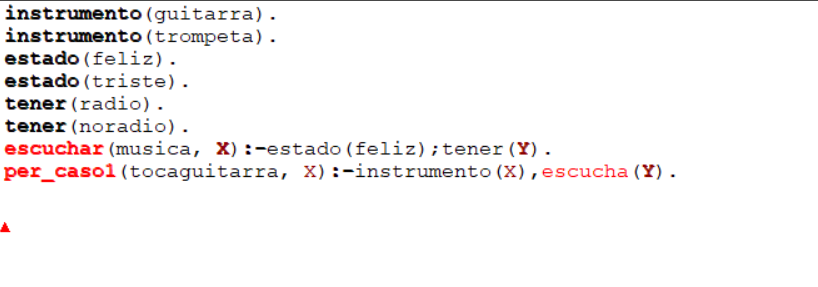 instrumento(guitarra).
instrumento(trompeta).
estado(feliz).
estado(triste).
tener(radio).
tener(noradio).
escuchar(musica, X):-estado(feliz);tener(Y).
per_caso1(tocaguitarra, X):-instrumento(X),escucha(Y).